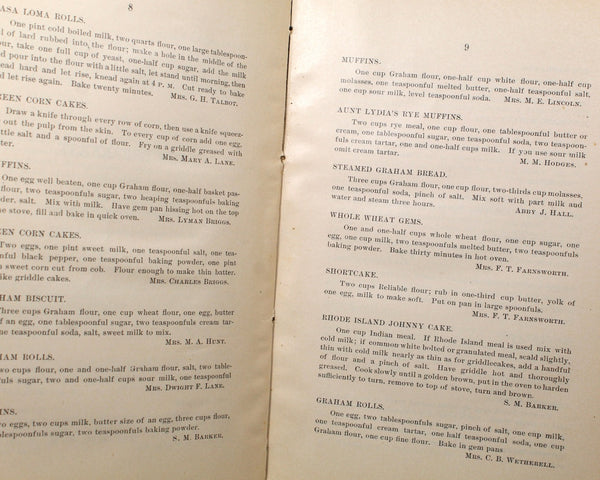 8
ASA LOMA ROLLS.
One pint cold boiled milk, two quarts flour, one large tablespoon-
l of lard rubbed into the flour; make a hole in the middle of the
our, take one full cup of yeast, one-half cup sugar, add the milk
d pour into the flour with a little salt, let stand until morning, then
ead hard and let rise, knead again at 4 P. M. Cut ready to bake
d let rise again. Bake twenty minutes. MRS. G. H. TALBOT.
EEN CORN CAKES.
Draw a knife through every row of corn, then use a knife squeez-
out the pulp from the skin. To every cup of corn add one egg,
ttle salt and a spoonful of flour. Fry on a griddle greased with
ter. MRS. MARY A. LANE.
FFINS.
One egg well beaten, one cup Graham flour, one-half basket pas-
flour, two teaspoonfuls sugar, two heaping teaspoonfuls baking
der, salt. Mix with milk. Have gem pan hissing hot on the top
e stove, fill and bake in quick oven. MRS. LYMAN BRIGGS.
EEN CORN CAKES.
Two eggs, one pint sweet milk, one teaspoonful salt, one tea-
nful black pepper, one teaspoonful baking powder, one pint
sweet corn cut from cob. Flour enough to make thin batter.
like griddle cakes. MRS. CHARLES BRIGGS.
HAM BISCUIT.
Three cups Graham flour, one cup wheat flour, one egg, butter
f an egg, one tablespoonful sugar, two teaspoonfuls cream tar-
ne teaspoonful soda, salt, sweet milk to mix.
MRS. M. A. HUNT.
HAM ROLLS.
wo cups flour, one and one-half Graham flour, salt, two table-
nfuls sugar, two and one-half cups sour milk, one teaspoonful
MRS. DWIGHT F. LANE.
INS.
o eggs, two cups milk, butter size of an egg, three cups flour,
poonfuls sugar, two teaspoonfuls baking powder.
S. M. BARKER.
9
MUFFINS.
One cup Graham flour, one-half cup white flour, one-half cup
molasses, one teaspoonful melted butter, one-half teaspoonful salt,
one cup sour milk, level teaspoonful soda. MRS. M. E. LINCOLN.
AUNT LYDIA'S RYE MUFFINS.
Two cups rye meal, one cup flour, one tablespoonful butter or
cream, one tablespoonful sugar, one teaspoonful soda, two teaspoon-
fuls cream tartar, one and one-half cups milk. If you use sour milk
omit cream tartar. M. M. HODGES.
STEAMED GRAHAM BREAD.
Three cups Graham flour, one cup flour, two-thirds cup molasses,
one teaspoonful soda, pinch of salt. Mix soft with part milk and
water and steam three hours. ABBY J. HALL.
WHOLE WHEAT GEMS.
One and one-half cups whole wheat flour, one cup sugar, one
egg, one cup milk, two teaspoonfuls melted butter, two teaspoonfuls
baking powder. Bake thirty minutes in hot oven.
MRS. F. T. FARNSWORTH.
SHORTCAKE.
Two cups Reliable flour; rub in one-third cup butter, yolk of
one egg, milk to make soft. Put on pan in large spoonfuls.
MRS. F. T. FARNSWORTH.
RHODE ISLAND JOHNNY CAKE.
One cup Indian meal. If Rhode Island meal is used mix with
cold milk; if common white bolted or granulated meal, scald slightly,
thin with cold milk nearly as thin as for griddlecakes, add a handful
of flour and a pinch of salt. Have griddle hot and thoroughly
greased. Cook slowly until a golden brown, put in the oven to harden
sufficiently to turn, remove to top of stove, turn and brown.
S. M. BARKER.
GRAHAM ROLLS.
One egg, two tablespoonfuls sugar, pinch of salt, one cup milk,
one teaspoonful cream tartar, one half teaspoonful soda, one cup
Graham flour, one cup fine flour. Bake in gem pans
MRS. C. B. WETHERELL.